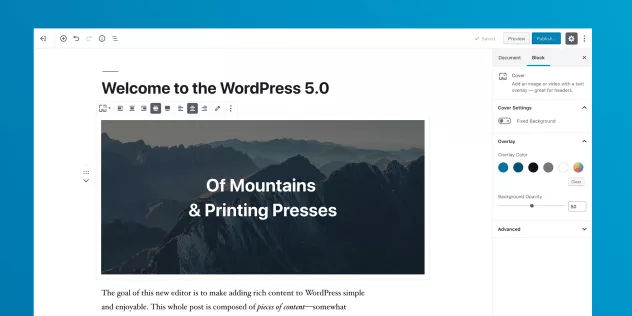 Saved
Preview
Publish...
Document
Block
Cover
Add an image or video with a text
overlay — great for headers.
Welcome to the WordPress 5.0
Cover Settings
Fixed Background
Overlay
Overlay Color
Clear
Of Mountains
& Printing Presses
Background Opacity
50
Advanced
The goal of this new editor is to make adding rich content to WordPress simple
and enjoyable. This whole post is composed of pieces of content—somewhat